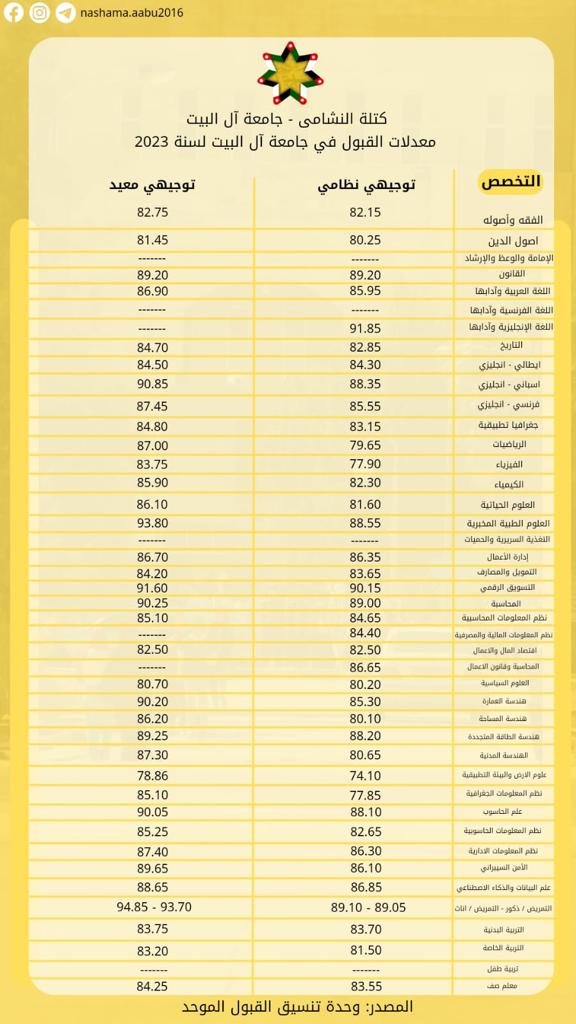 nashama.aabu2016
كتلة النشامى - جامعة آل البيت
معدلات القبول في جامعة آل البيت لسنة 2023
التخصص توجيهي نظامي توجيهي معيد
الفقه وأصوله 82.15 82.75
اصول الدين 80.25 81.45
الإمامة والوعظ والإرشاد ------- -------
القانون 89.20 89.20
اللغة العربية وآدابها 85.95 86.90
اللغة الفرنسية وآدابها ------- -------
اللغة الإنجليزية وآدابها 91.85 -------
التاريخ 82.85 84.70
ايطالي - انجليزي 84.30 84.50
اسباني - انجليزي 88.35 90.85
فرنسي - انجليزي 85.55 87.45
جغرافيا تطبيقية 83.15 84.80
الرياضيات 79.65 87.00
الفيزياء 77.90 83.75
الكيمياء 82.30 85.90
العلوم الحياتية 81.60 86.10
العلوم الطبية المخبرية 88.55 93.80
التغذية السريرية والحميات ------- -------
إدارة الأعمال 86.35 86.70
التمويل والمصارف 83.65 84.20
التسويق الرقمي 90.15 91.60
المحاسبة 89.00 90.25
نظم المعلومات المحاسبية 84.65 85.10
نظم المعلومات المالية والمصرفية 84.40 -------
اقتصاد المال والاعمال 82.50 82.50
المحاسبة وقانون الاعمال 86.65 -------
العلوم السياسية 80.20 80.70
هندسة العمارة 85.30 90.20
هندسة المساحة 80.10 86.20
هندسة الطاقة المتجددة 88.20 89.25
الهندسة المدنية 80.65 87.30
علوم الارض والبيئة التطبيقية 74.10 78.86
نظم المعلومات الجغرافية 77.85 85.10
علم الحاسوب 88.10 90.05
نظم المعلومات الحاسوبية 82.65 85.25
نظم المعلومات الادارية 86.30 87.40
الأمن السيبراني 86.10 89.65
علم البيانات والذكاء الاصطناعي 86.85 88.65
التمريض / ذكور - التمريض / اناث 89.05 - 89.10 93.70 - 94.85
التربية البدنية 83.70 83.75
التربية الخاصة 81.50 83.20
تربية طفل ------- -------
معلم صف 83.55 84.25
المصدر: وحدة تنسيق القبول الموحد